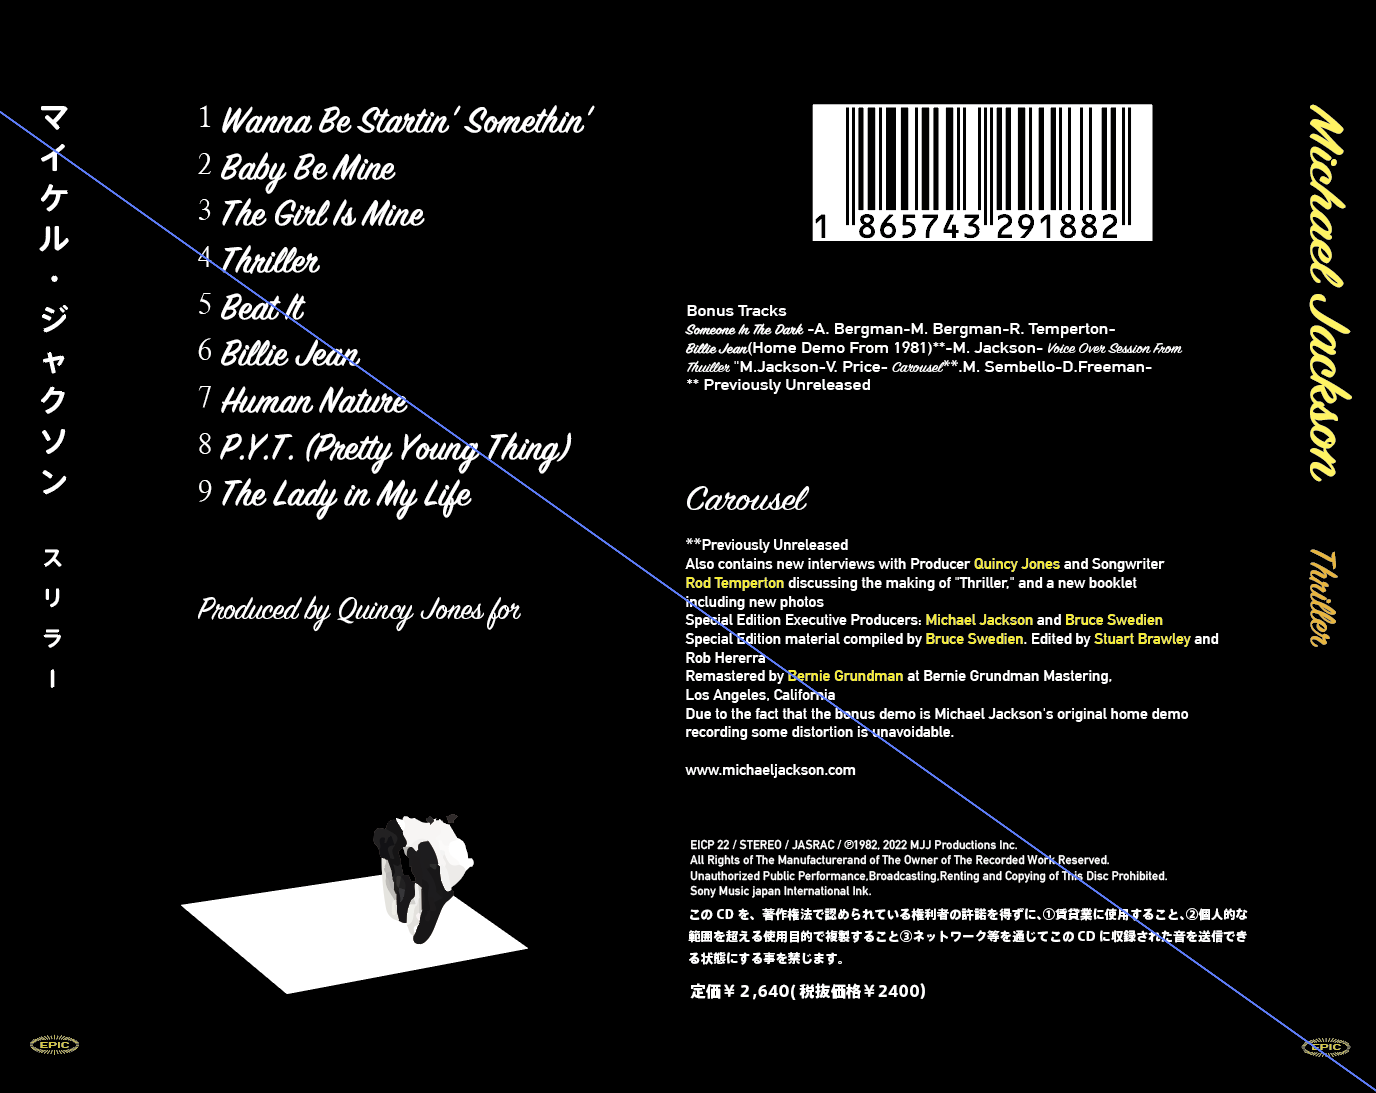 マイケル・ジャクソン スリラー
1 Wanna Be Startin' Somethin'
2 Baby Be Mine
3 The Girl Is Mine
4 Thriller
5 Beat It
6 Billie Jean
7 Human Nature
8 P.Y.T. (Pretty Young Thing)
9 The Lady in My Life
Produced by Quincy Jones for
EPIC
1 865743 291882
Bonus Tracks
Someone In The Dark -A. Bergman-M. Bergman-R. Temperton-
Billie Jean(Home Demo From 1981)**-M. Jackson- Voice Over Session From
Thuiller "M.Jackson-V. Price- Carousel**.M. Sembello-D.Freeman-
** Previously Unreleased
Carousel
**Previously Unreleased
Also contains new interviews with Producer Quincy Jones and Songwriter
Rod Temperton discussing the making of "Thriller," and a new booklet
including new photos
Special Edition Executive Producers: Michael Jackson and Bruce Swedien
Special Edition material compiled by Bruce Swedien. Edited by Stuart Brawley and
Rob Hererra
Remastered by Bernie Grundman at Bernie Grundman Mastering,
Los Angeles, California
Due to the fact that the bonus demo is Michael Jackson's original home demo
recording some distortion is unavoidable.
www.michaeljackson.com
EICP 22 / STEREO / JASRAC / ℗1982, 2022 MJJ Productions Inc.
All Rights of The Manufacturerand of The Owner of The Recorded Work Reserved.
Unauthorized Public Performance,Broadcasting,Renting and Copying of This Disc Prohibited.
Sony Music japan International Ink.
この CD を、著作権法で認められている権利者の許諾を得ずに、①賃貸業に使用すること、②個人的な
範囲を超える使用目的で複製すること③ネットワーク等を通じてこの CD に収録された音を送信でき
る状態にする事を禁じます。
定価￥２,640( 税抜価格￥2400)
Michael Jackson Thriller
EPIC